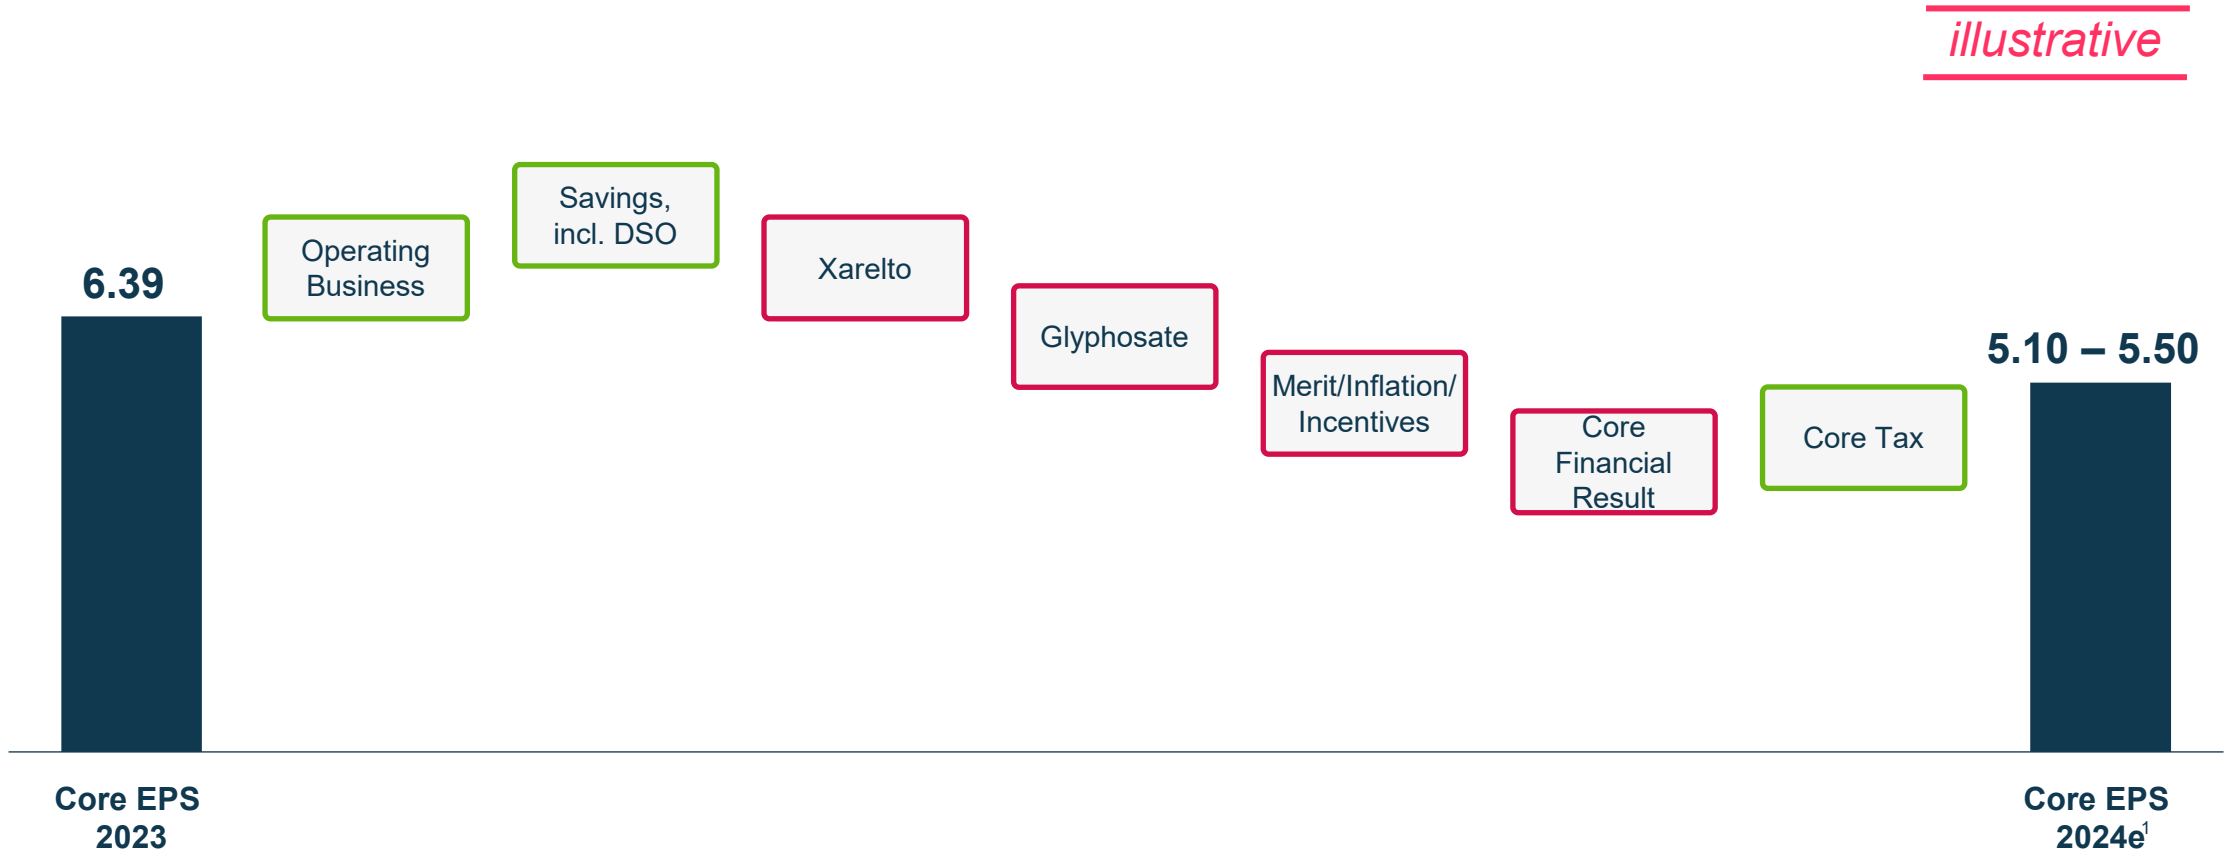 illustrative
6.39
Operating
Business
Savings,
incl. DSO
Xarelto
Glyphosate
Merit/Inflation/
Incentives
Core
Financial
Result
Core Tax
5.10 – 5.50
Core EPS
2023
Core EPS
2024e¹